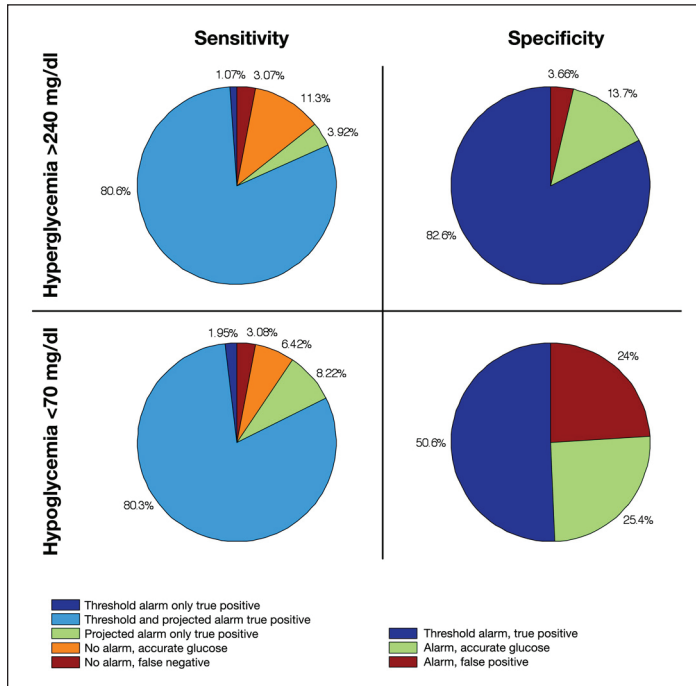 Sensitivity
Specificity
Hyperglycemia >240 mg/dl
1.07%
3.07%
11.3%
3.92%
80.6%
3.66%
13.7%
82.6%
Hypoglycemia <70 mg/dl
1.95%
3.08%
6.42%
8.22%
80.3%
24%
50.6%
25.4%
Threshold alarm only true positive
Threshold and projected alarm true positive
Projected alarm only true positive
No alarm, accurate glucose
No alarm, false negative
Threshold alarm, true positive
Alarm, accurate glucose
Alarm, false positive